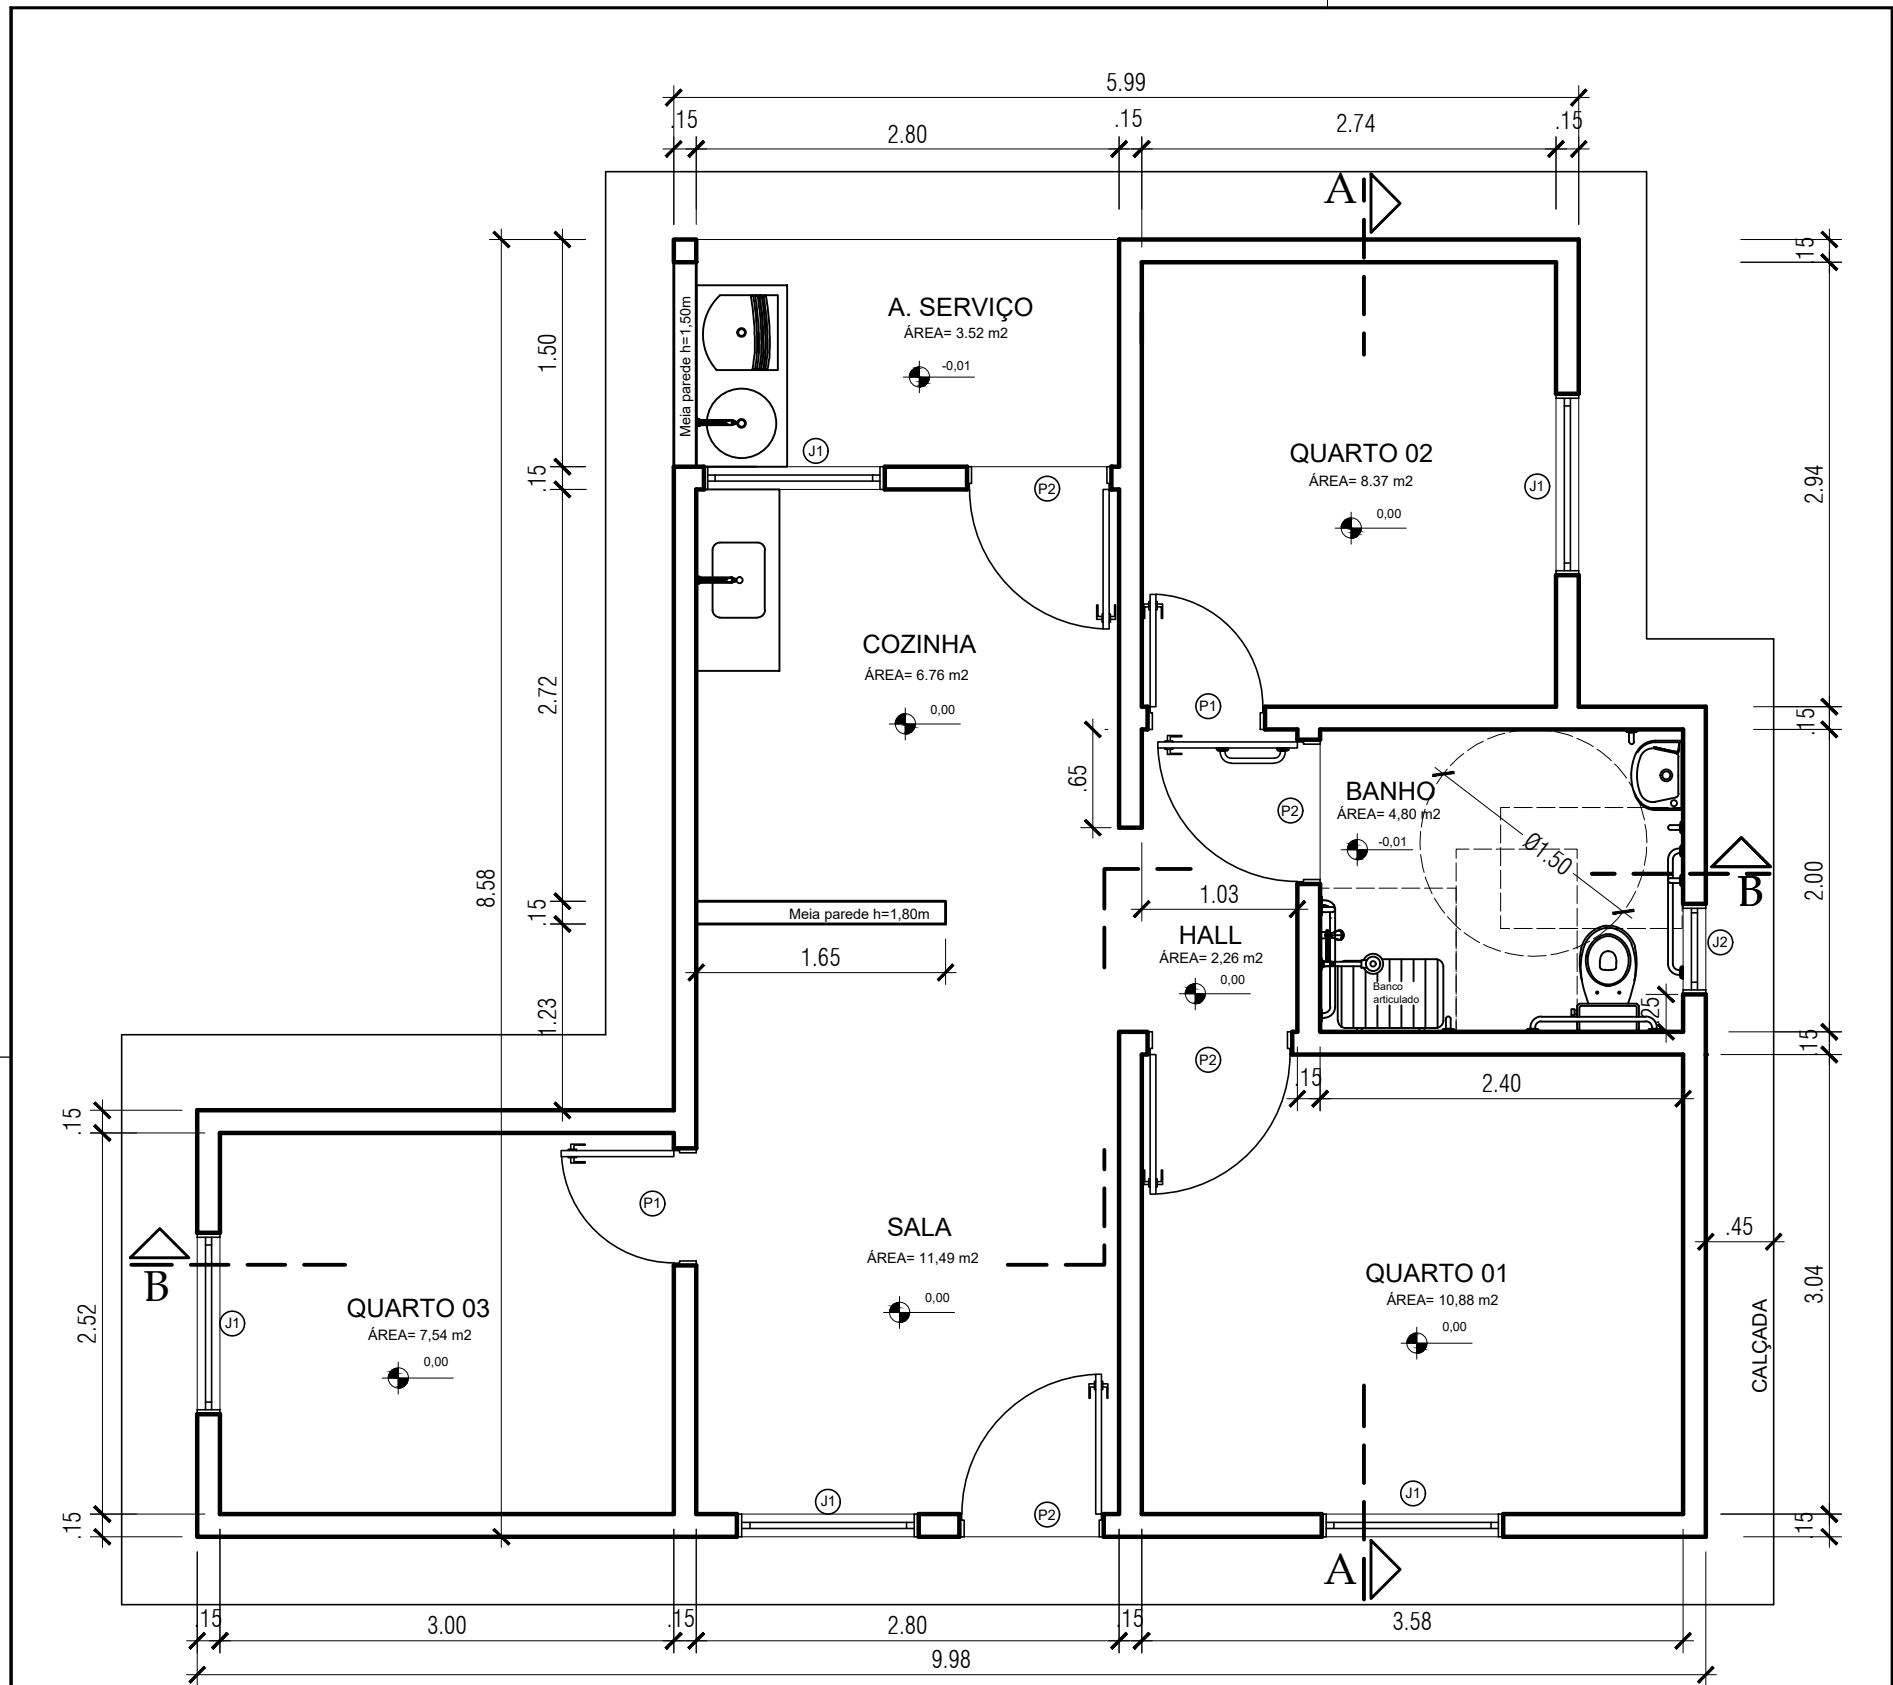 5.99
.15
2.80
.15
2.74
.15
A
.15
A. SERVIÇO
ÁREA= 3.52 m2
-0,01
Meia parede h=1,50m
1.50
J1
.15
P2
QUARTO 02
ÁREA= 8.37 m2
0,00
J1
2.94
COZINHA
ÁREA= 6.76 m2
0,00
2.72
P1
.15
.65
P2
BANHO
ÁREA= 4,80 m2
-0,01
Ø1.50
2.00
B
8.58
.15
Meia parede h=1,80m
1.65
1.03
HALL
ÁREA= 2,26 m2
0,00
J2
Banco
articulado
.25
1.23
P2
.15
.15
2.40
.15
P1
SALA
ÁREA= 11,49 m2
0,00
.45
B
QUARTO 03
ÁREA= 7,54 m2
0,00
J1
2.52
QUARTO 01
ÁREA= 10,88 m2
0,00
3.04
CALÇADA
J1
P2
J1
.15
.15
A
.15
3.00
.15
2.80
.15
3.58
9.98